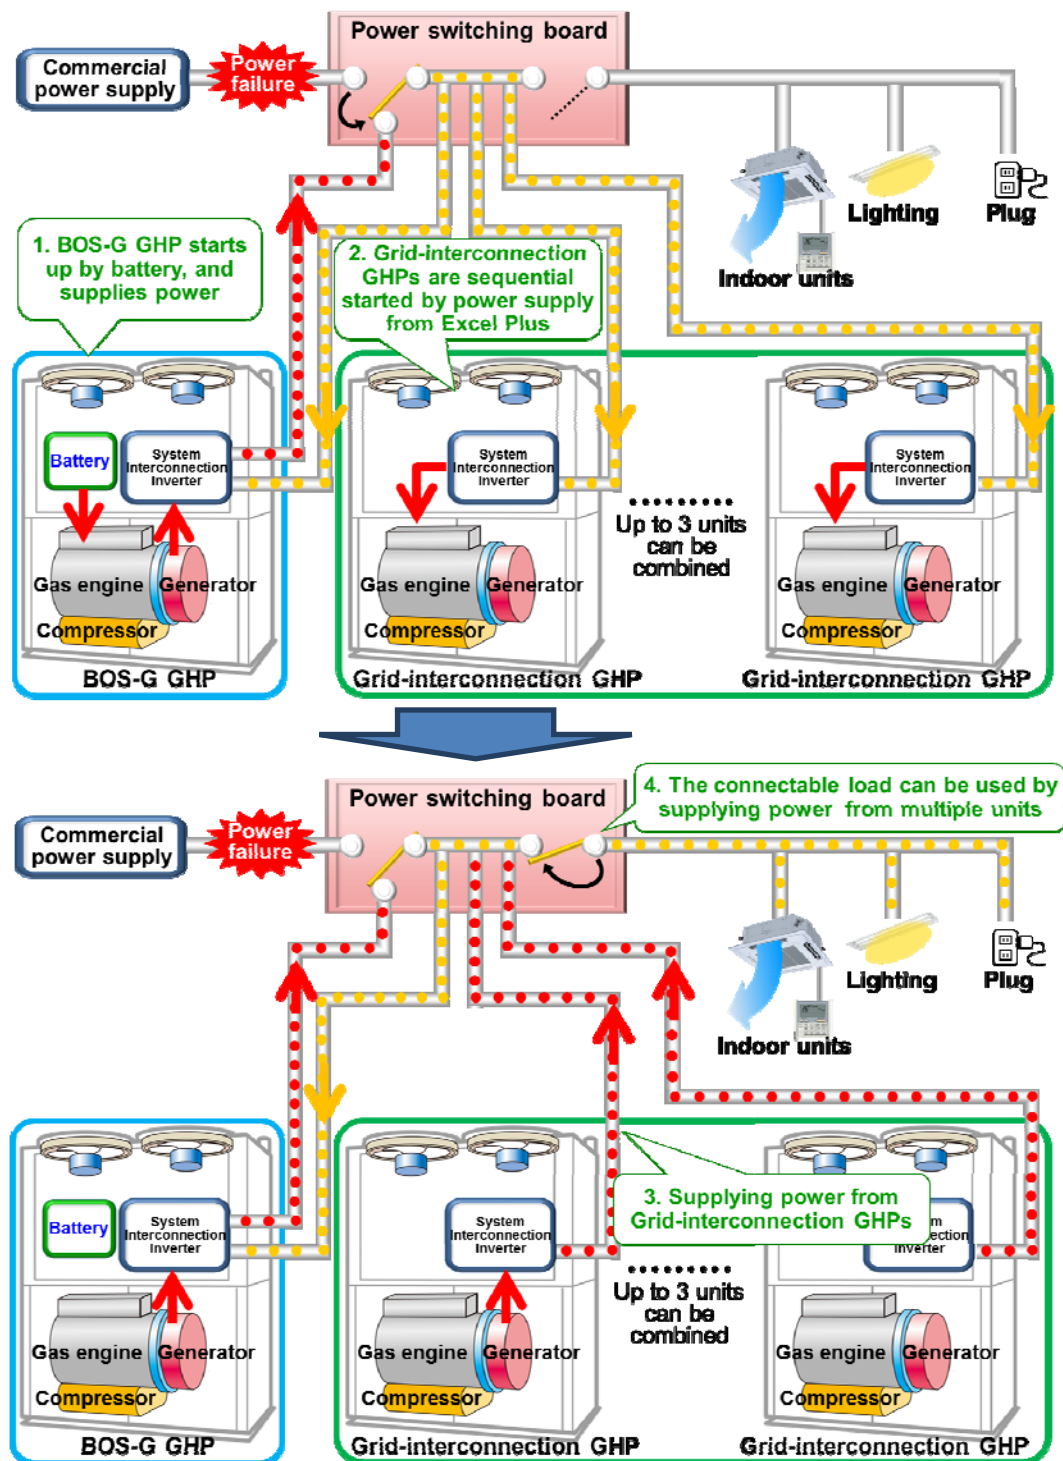 Power switching board
Commercial
power supply
Power
failure
Lighting
Plug
Indoor units
1. BOS-G GHP starts
up by battery, and
supplies power
2. Grid-interconnection
GHPs are sequential
started by power supply
from Excel Plus
Battery
System
Interconnection
Inverter
Gas engine
Generator
Compressor
BOS-G GHP
System
Interconnection
Inverter
Gas engine
Generator
Compressor
Grid-interconnection GHP
Up to 3 units
can be
combined
System
Interconnection
Inverter
Gas engine
Generator
Compressor
Grid-interconnection GHP
Power switching board
4. The connectable load can be used by
supplying power from multiple units
Commercial
power supply
Power
failure
Lighting
Plug
Indoor units
Battery
System
Interconnection
Inverter
Gas engine
Generator
Compressor
BOS-G GHP
System
Interconnection
Inverter
Gas engine
Generator
Compressor
Grid-interconnection GHP
3. Supplying power from
Grid-interconnection GHPs
Up to 3 units
can be
combined
Inverter
Gas engine
Generator
Compressor
Grid-interconnection GHP